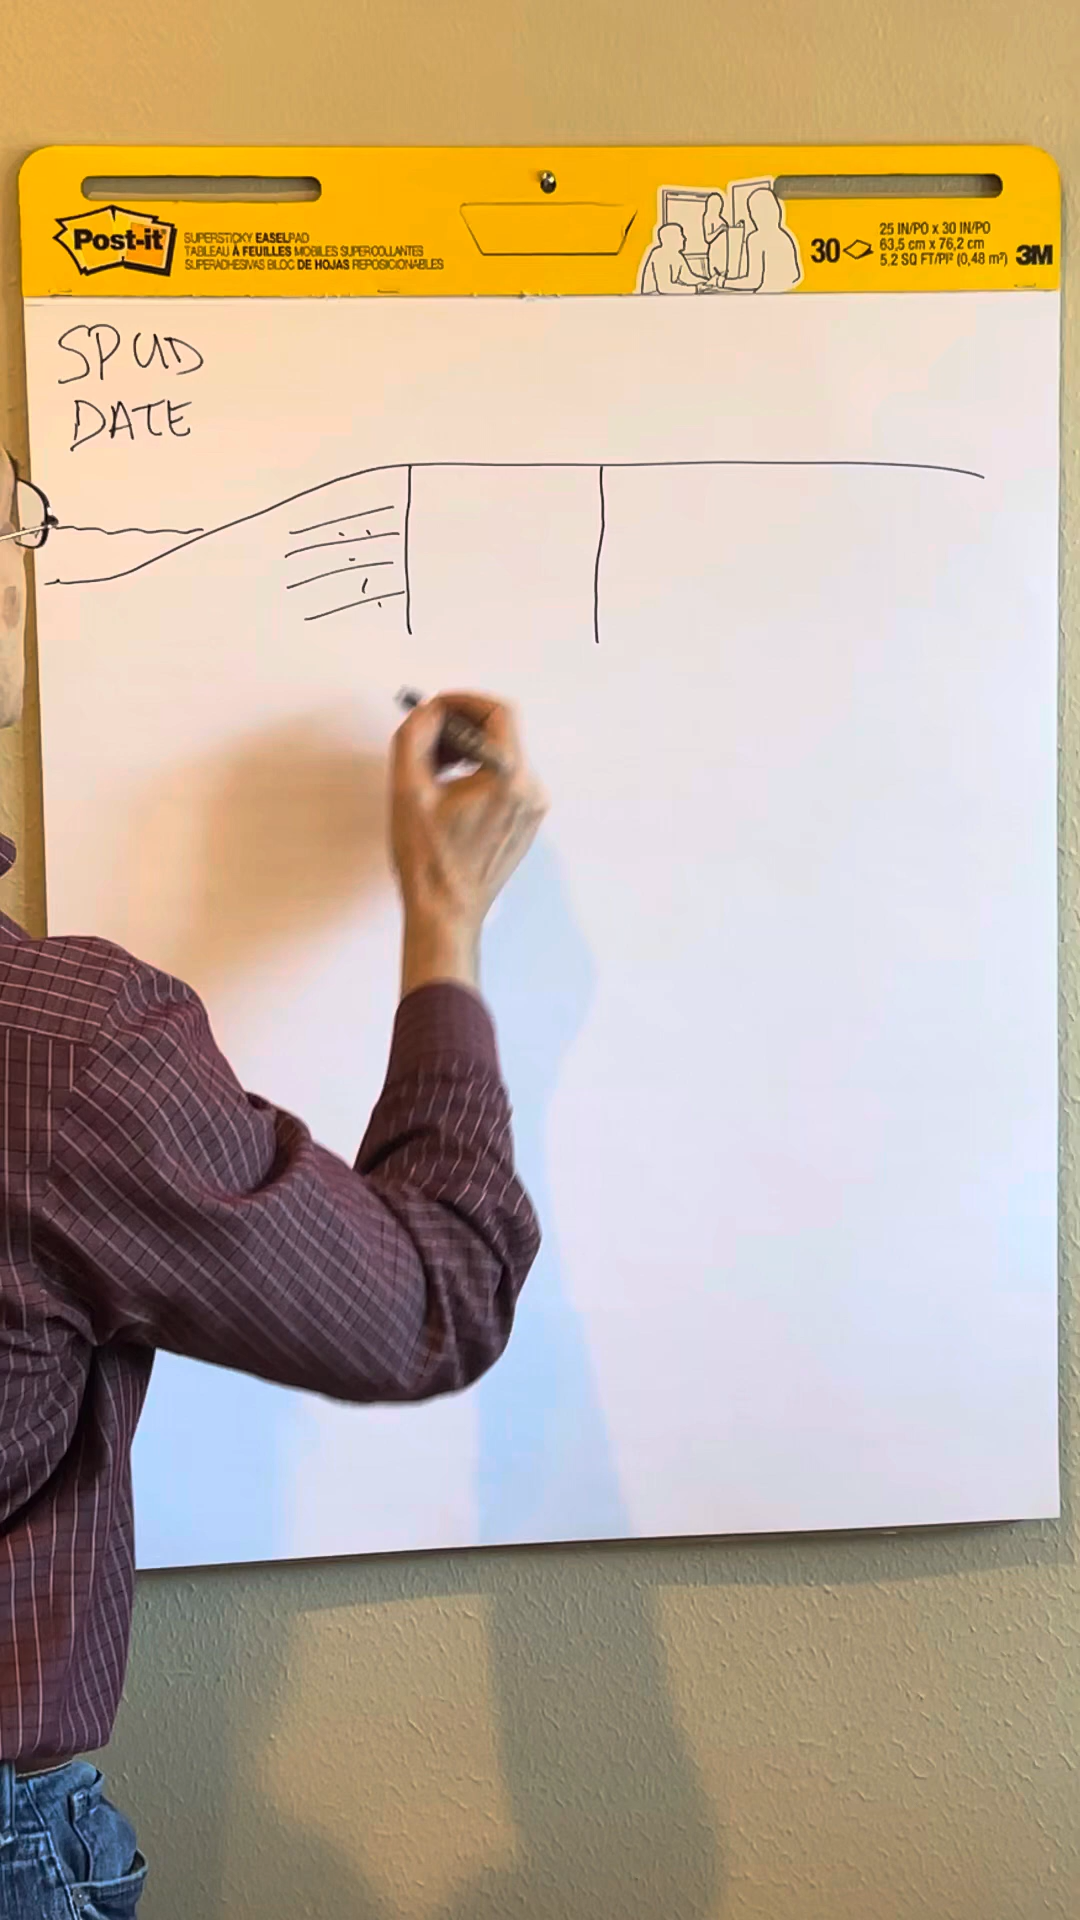 Post-it
SUPERSTICKY EASELPAD
TABLEAU À FEUILLES MOBILES SUPERCOLLANTES
SUPERADHESIVAS BLOC DE HOJAS REPOSICIONABLES
30
25 IN/PO x 30 IN/PO
63,5 cm x 76,2 cm
5.2 SQ FT/PI² (0,48 m²)
3M
SPUD
DATE